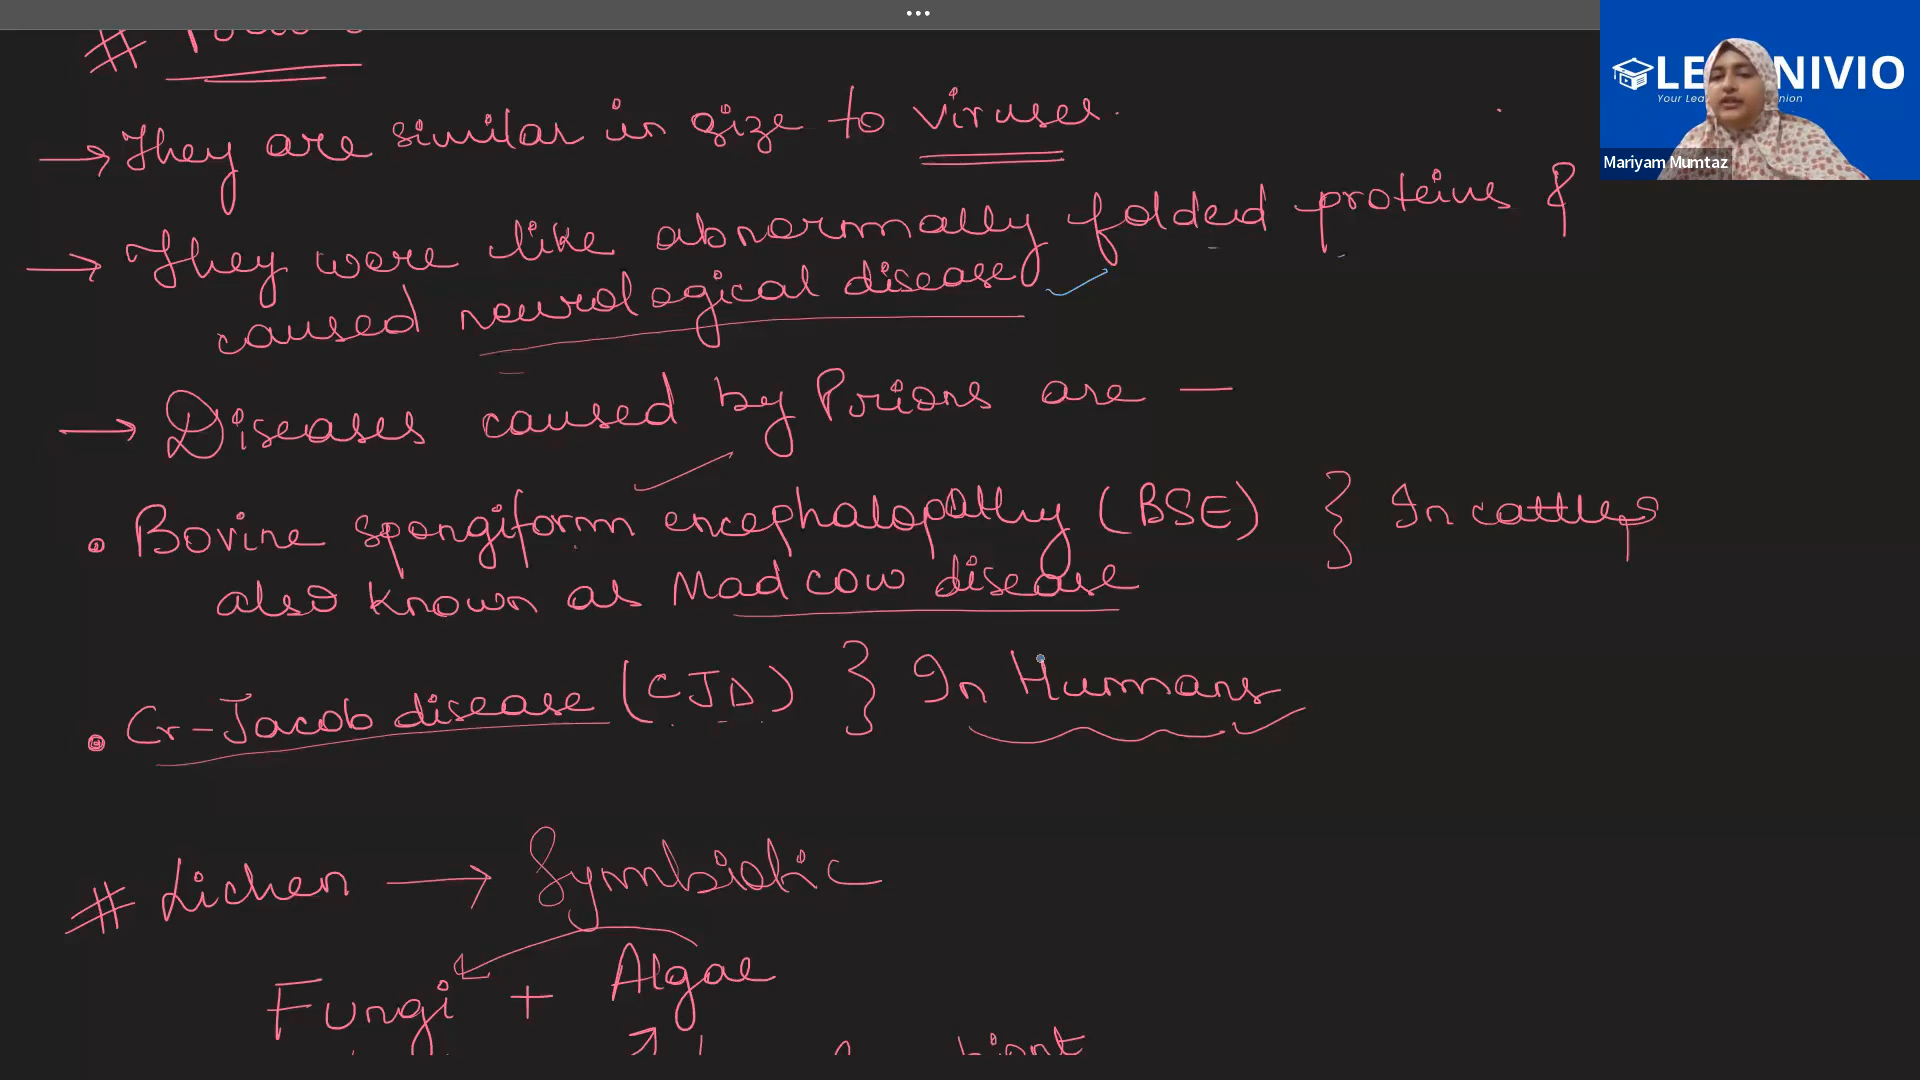 #
→ They are similar in size to viruses.
→ They were like abnormally folded proteins &
caused neurological disease
→ Diseases caused by Prions are —
• Bovine spongiform encephalopathy (BSE) } In cattles
also known as Mad cow disease
• Cr-Jacob disease (CJD) } In Humans
# Lichen → Symbiotic
Fungi + Algae
NIVIO
Your Lea nion
Mariyam Mumtaz